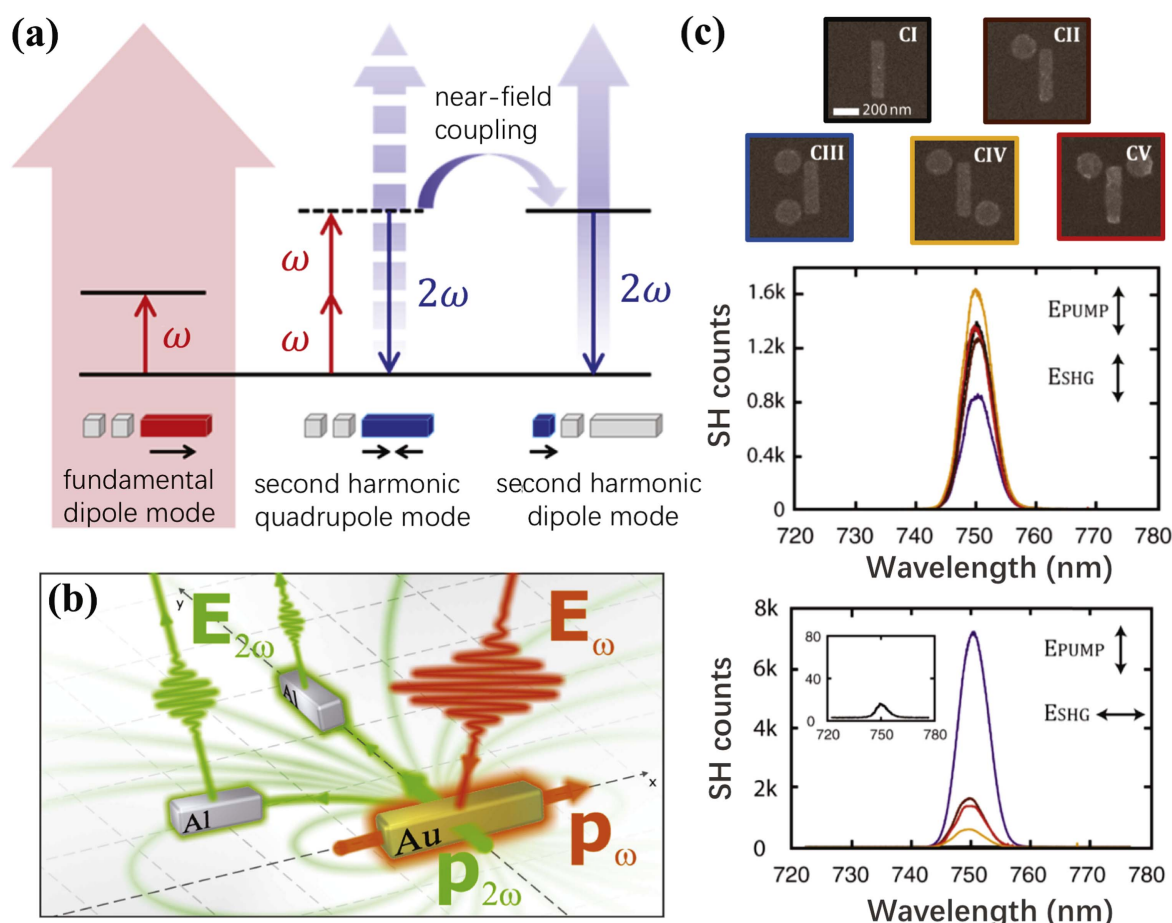 (a)
near-field
coupling
ω
ω
ω
2ω
2ω
fundamental
dipole mode
second harmonic
quadrupole mode
second harmonic
dipole mode
(b)
y
E2ω
Eω
Al
Al
x
Au
pω
p2ω
(c)
CI
200 nm
CII
CIII
CIV
CV
1.6k
1.2k
0.8k
0.4k
0
SH counts
EPUMP
ESHG
720 730 740 750 760 770 780
Wavelength (nm)
8k
6k
4k
2k
0
SH counts
80
40
0
720 750 780
EPUMP
ESHG
720 730 740 750 760 770 780
Wavelength (nm)